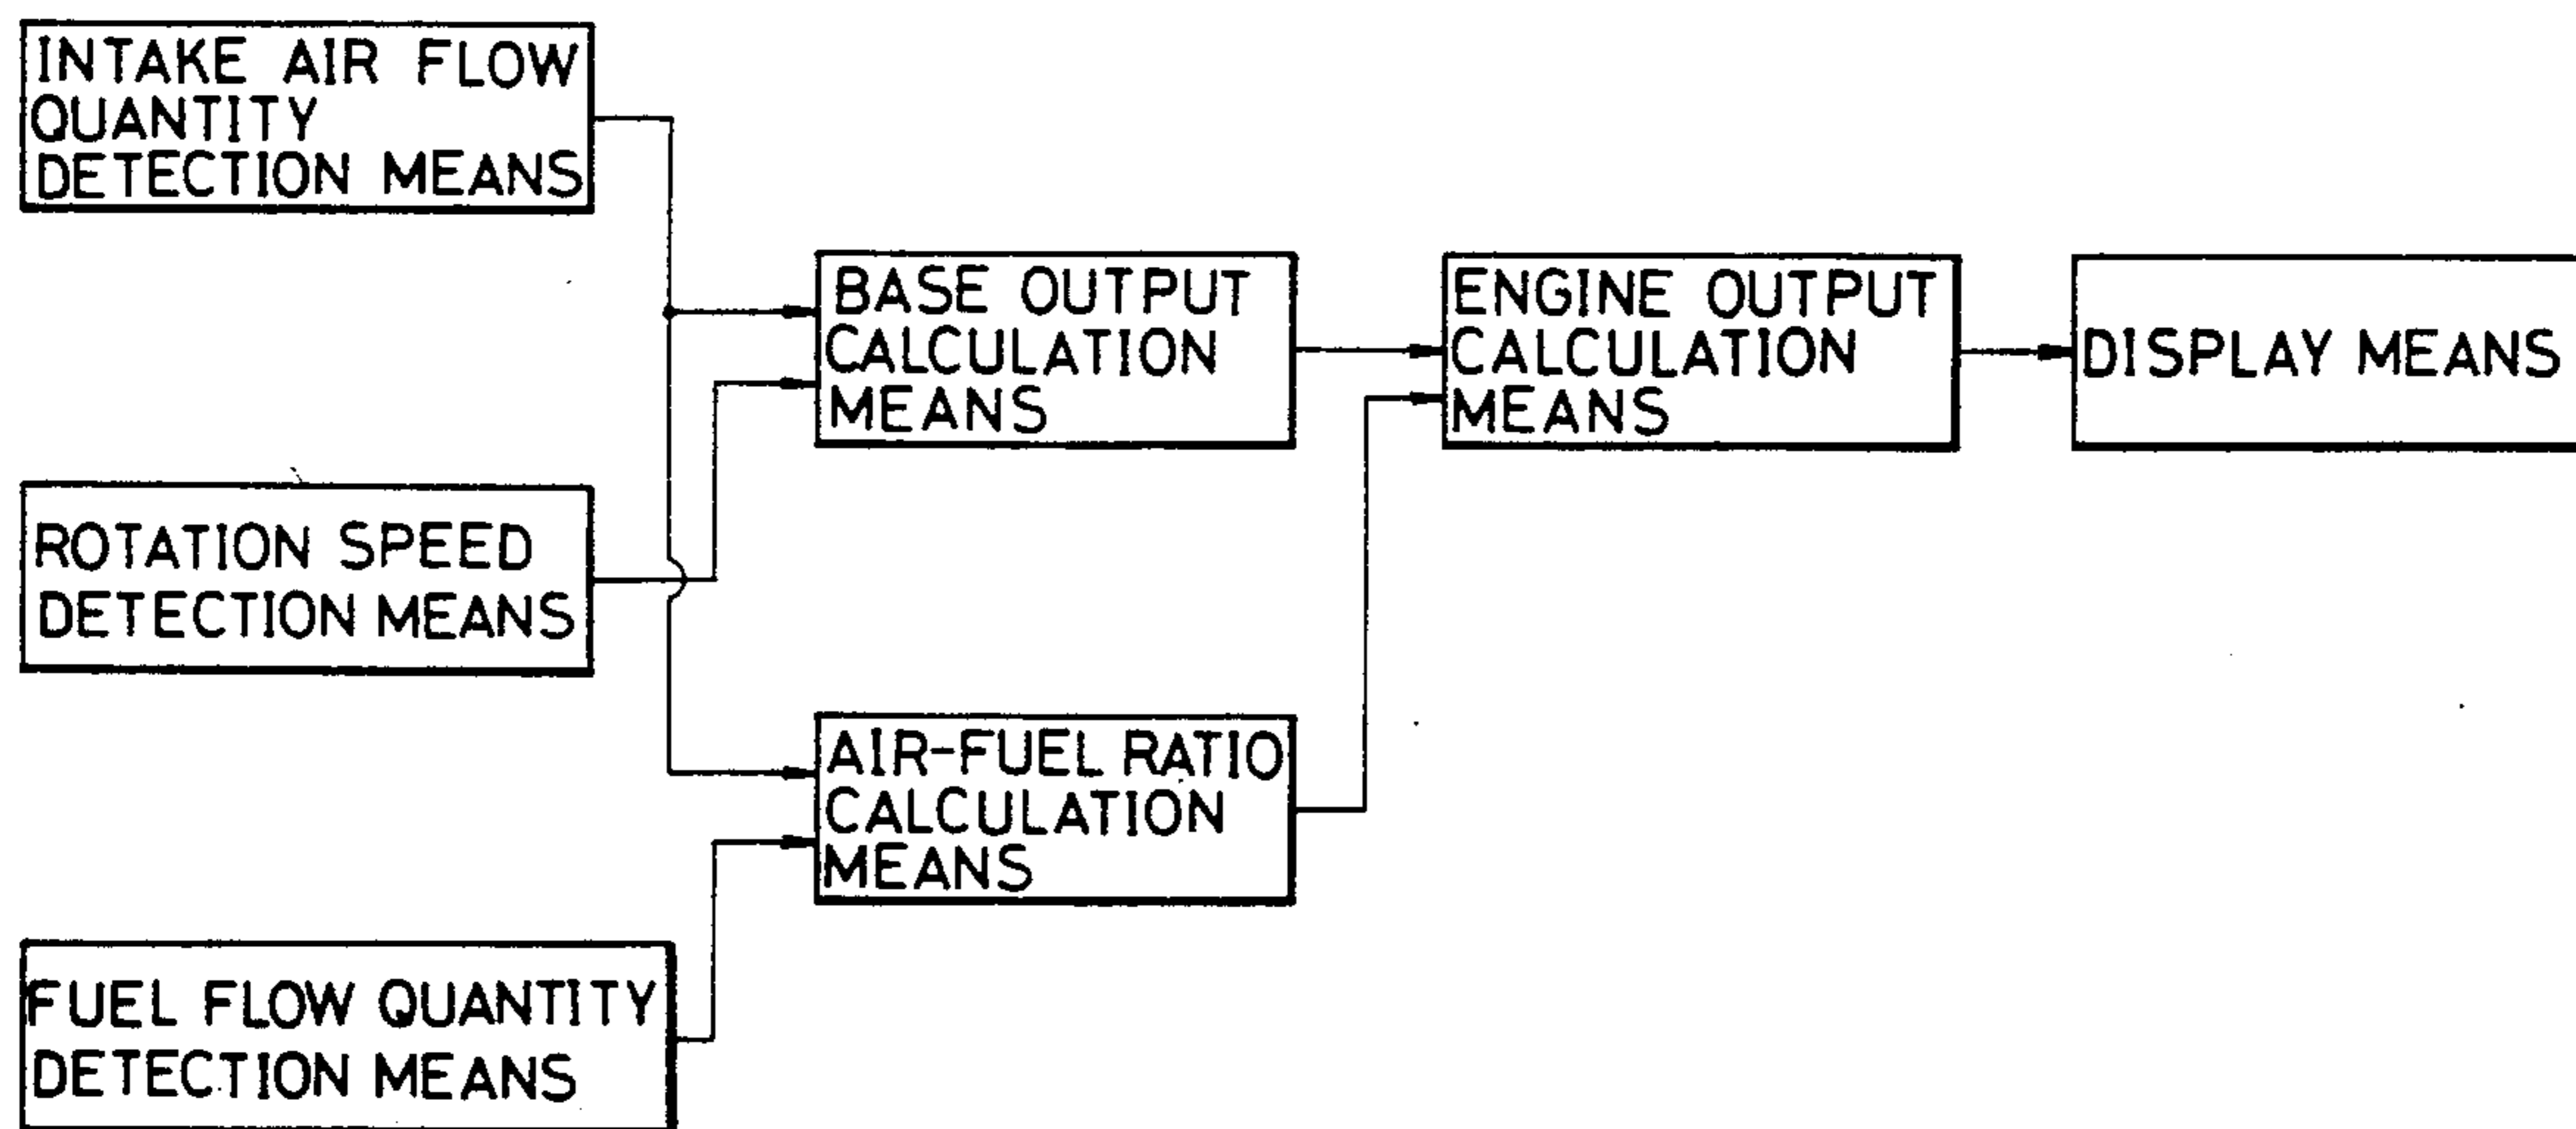 INTAKE AIR FLOW
QUANTITY
DETECTION MEANS
BASE OUTPUT
CALCULATION
MEANS
ENGINE OUTPUT
CALCULATION
MEANS
DISPLAY MEANS
ROTATION SPEED
DETECTION MEANS
AIR-FUEL RATIO
CALCULATION
MEANS
FUEL FLOW QUANTITY
DETECTION MEANS